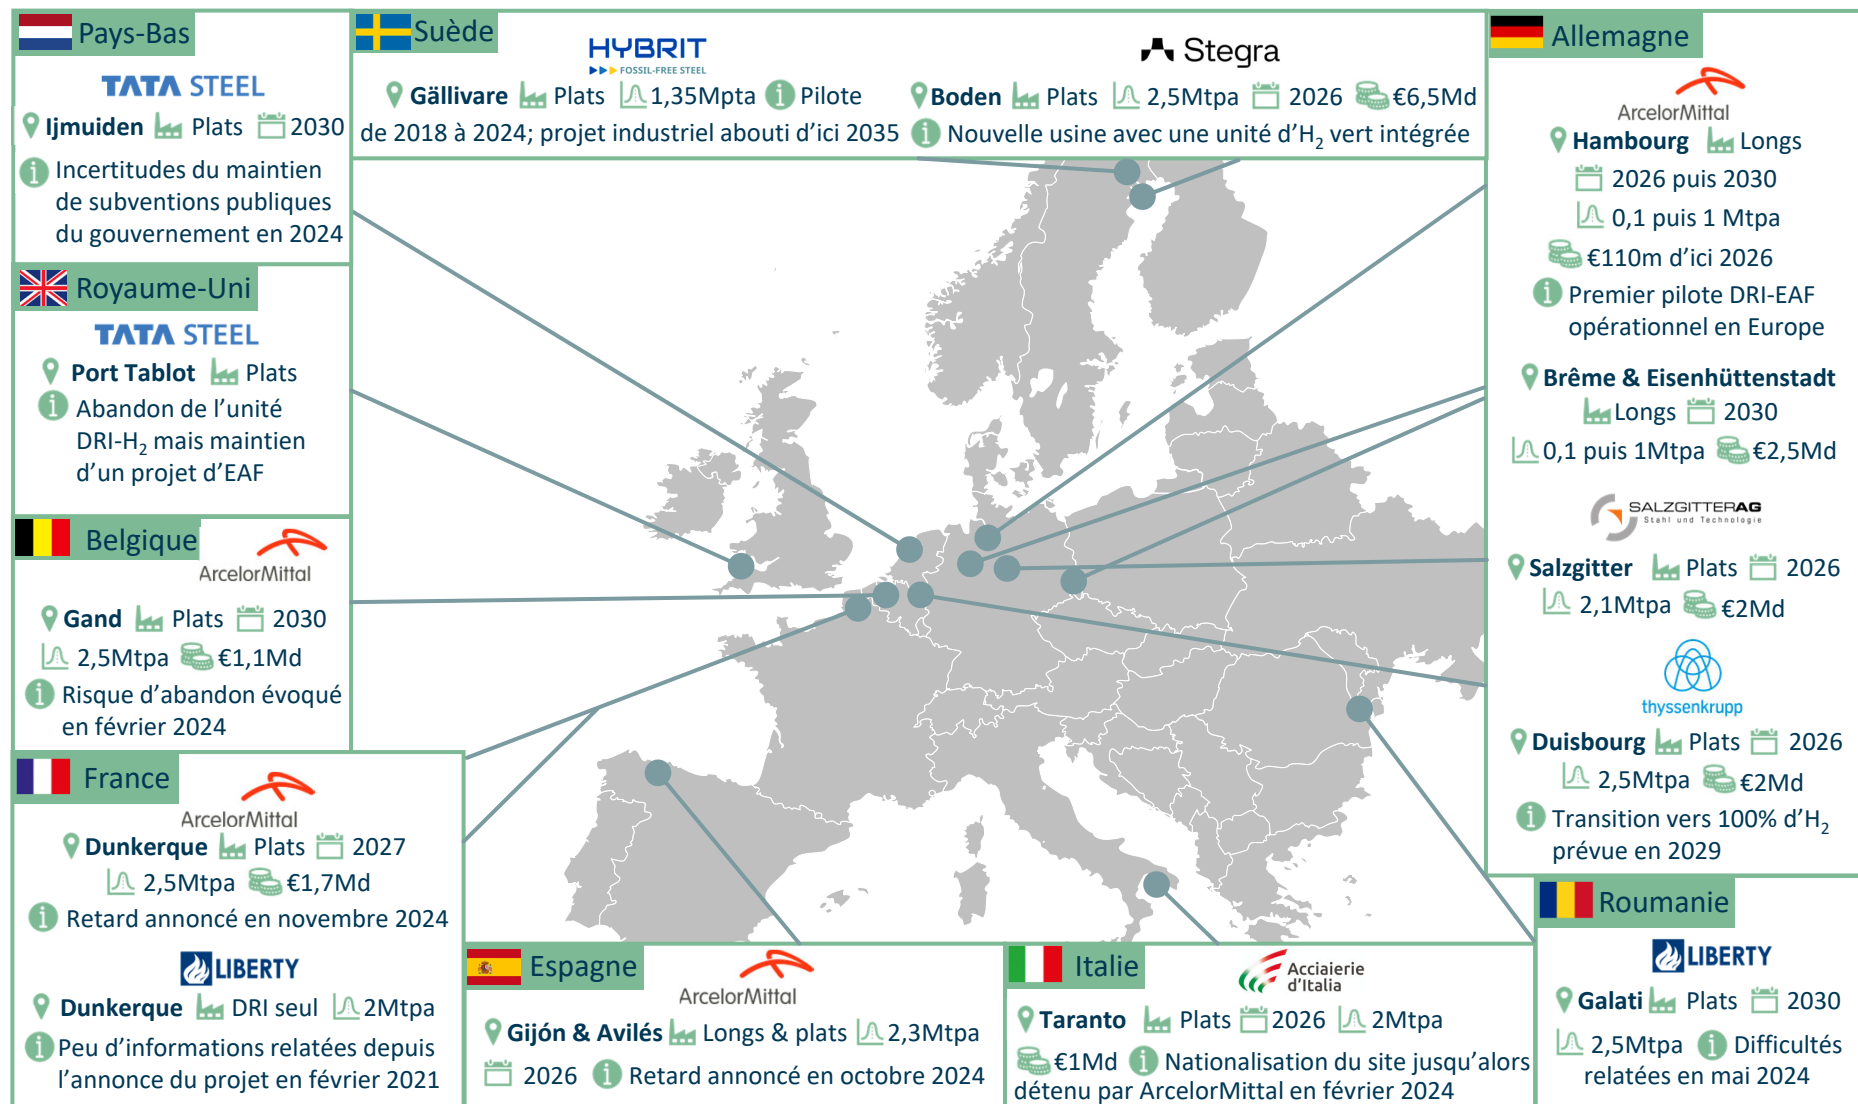 Pays-Bas
TATA STEEL
Ijmuiden Plats 2030
Incertitudes du maintien
de subventions publiques
du gouvernement en 2024
Royaume-Uni
TATA STEEL
Port Tablot Plats
Abandon de l'unité
DRI-H₂ mais maintien
d'un projet d'EAF
Belgique
ArcelorMittal
Gand Plats 2030
2,5Mtpa €1,1Md
Risque d'abandon évoqué
en février 2024
France
ArcelorMittal
Dunkerque Plats 2027
2,5Mtpa €1,7Md
Retard annoncé en novembre 2024
LIBERTY
Dunkerque DRI seul 2Mtpa
Peu d'informations relatées depuis
l'annonce du projet en février 2021
Suède
HYBRIT
FOSSIL-FREE STEEL
Gällivare Plats 1,35Mpta Pilote
de 2018 à 2024; projet industriel abouti d'ici 2035
Stegra
Boden Plats 2,5Mtpa 2026 €6,5Md
Nouvelle usine avec une unité d'H₂ vert intégrée
Espagne
ArcelorMittal
Gijón & Avilés Longs & plats 2,3Mtpa
2026 Retard annoncé en octobre 2024
Italie
Acciaierie
d'Italia
Taranto Plats 2026 2Mtpa
€1Md Nationalisation du site jusqu'alors
détenu par ArcelorMittal en février 2024
Allemagne
ArcelorMittal
Hambourg Longs
2026 puis 2030
0,1 puis 1 Mtpa
€110m d'ici 2026
Premier pilote DRI-EAF
opérationnel en Europe
Brême & Eisenhüttenstadt
Longs 2030
0,1 puis 1Mtpa €2,5Md
SALZGITTERAG
Stahl und Technologie
Salzgitter Plats 2026
2,1Mtpa €2Md
thyssenkrupp
Duisbourg Plats 2026
2,5Mtpa €2Md
Transition vers 100% d'H₂
prévue en 2029
Roumanie
LIBERTY
Galati Plats 2030
2,5Mtpa Difficultés
relatées en mai 2024